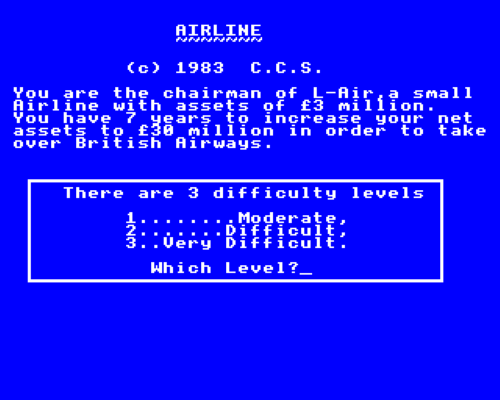 AIRLINE
~~~~~~~
(c) 1983  C.C.S.
You are the chairman of L-Air,a small
Airline with assets of £3 million.
You have 7 years to increase your net
assets to £30 million in order to take
over British Airways.
There are 3 difficulty levels
1........Moderate,
2.......Difficult,
3..Very Difficult.
Which Level?_